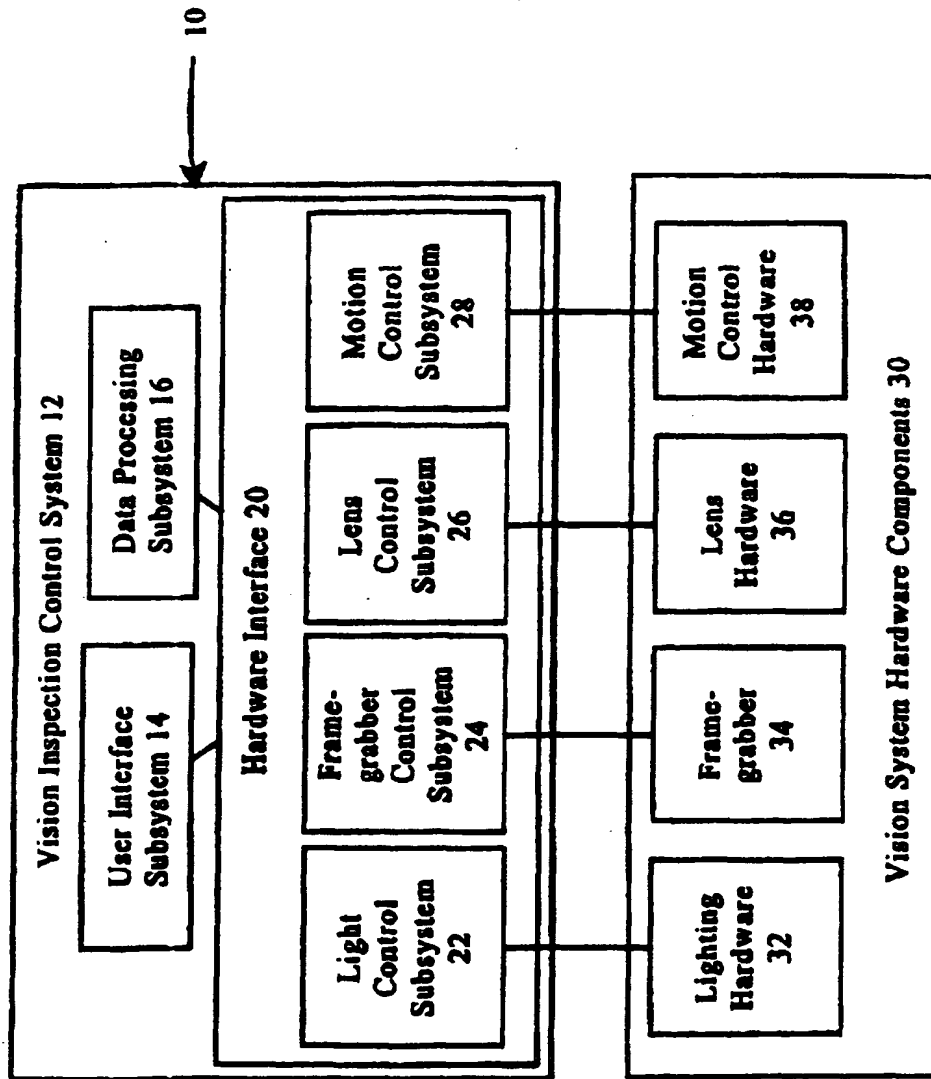 10
Vision Inspection Control System 12
User Interface
Subsystem 14
Data Processing
Subsystem 16
Hardware Interface 20
Light
Control
Subsystem
22
Frame-
grabber
Control
Subsystem
24
Lens
Control
Subsystem
26
Motion
Control
Subsystem
28
Lighting
Hardware
32
Frame-
grabber
34
Lens
Hardware
36
Motion
Control
Hardware
38
Vision System Hardware Components 30